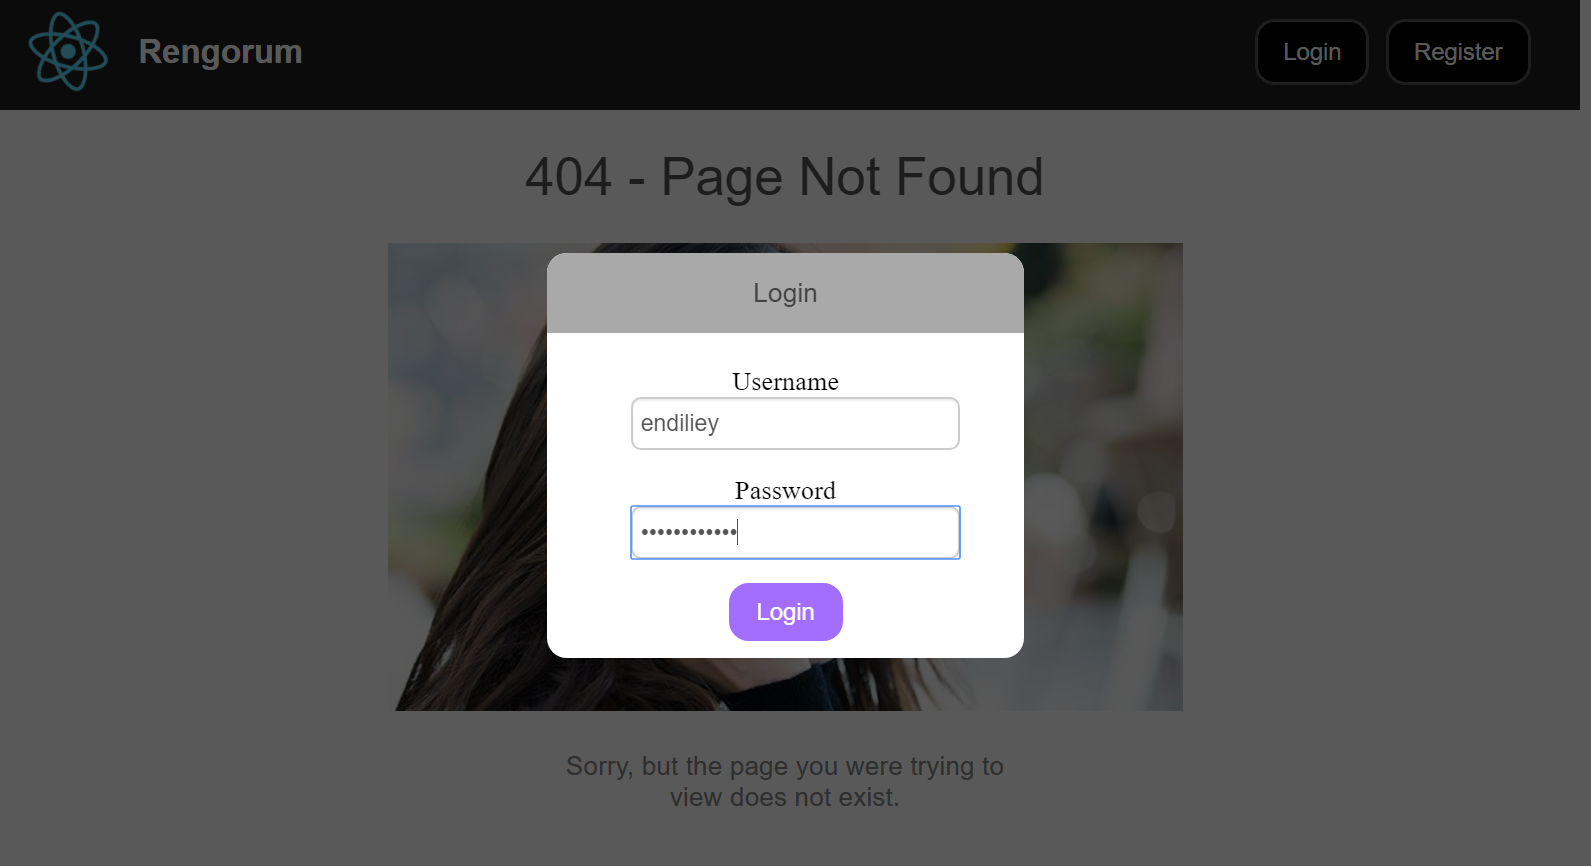 Rengorum
Login
Register
404 - Page Not Found
Login
Username
endiliey
Password
••••••••••••
Login
Sorry, but the page you were trying to
view does not exist.